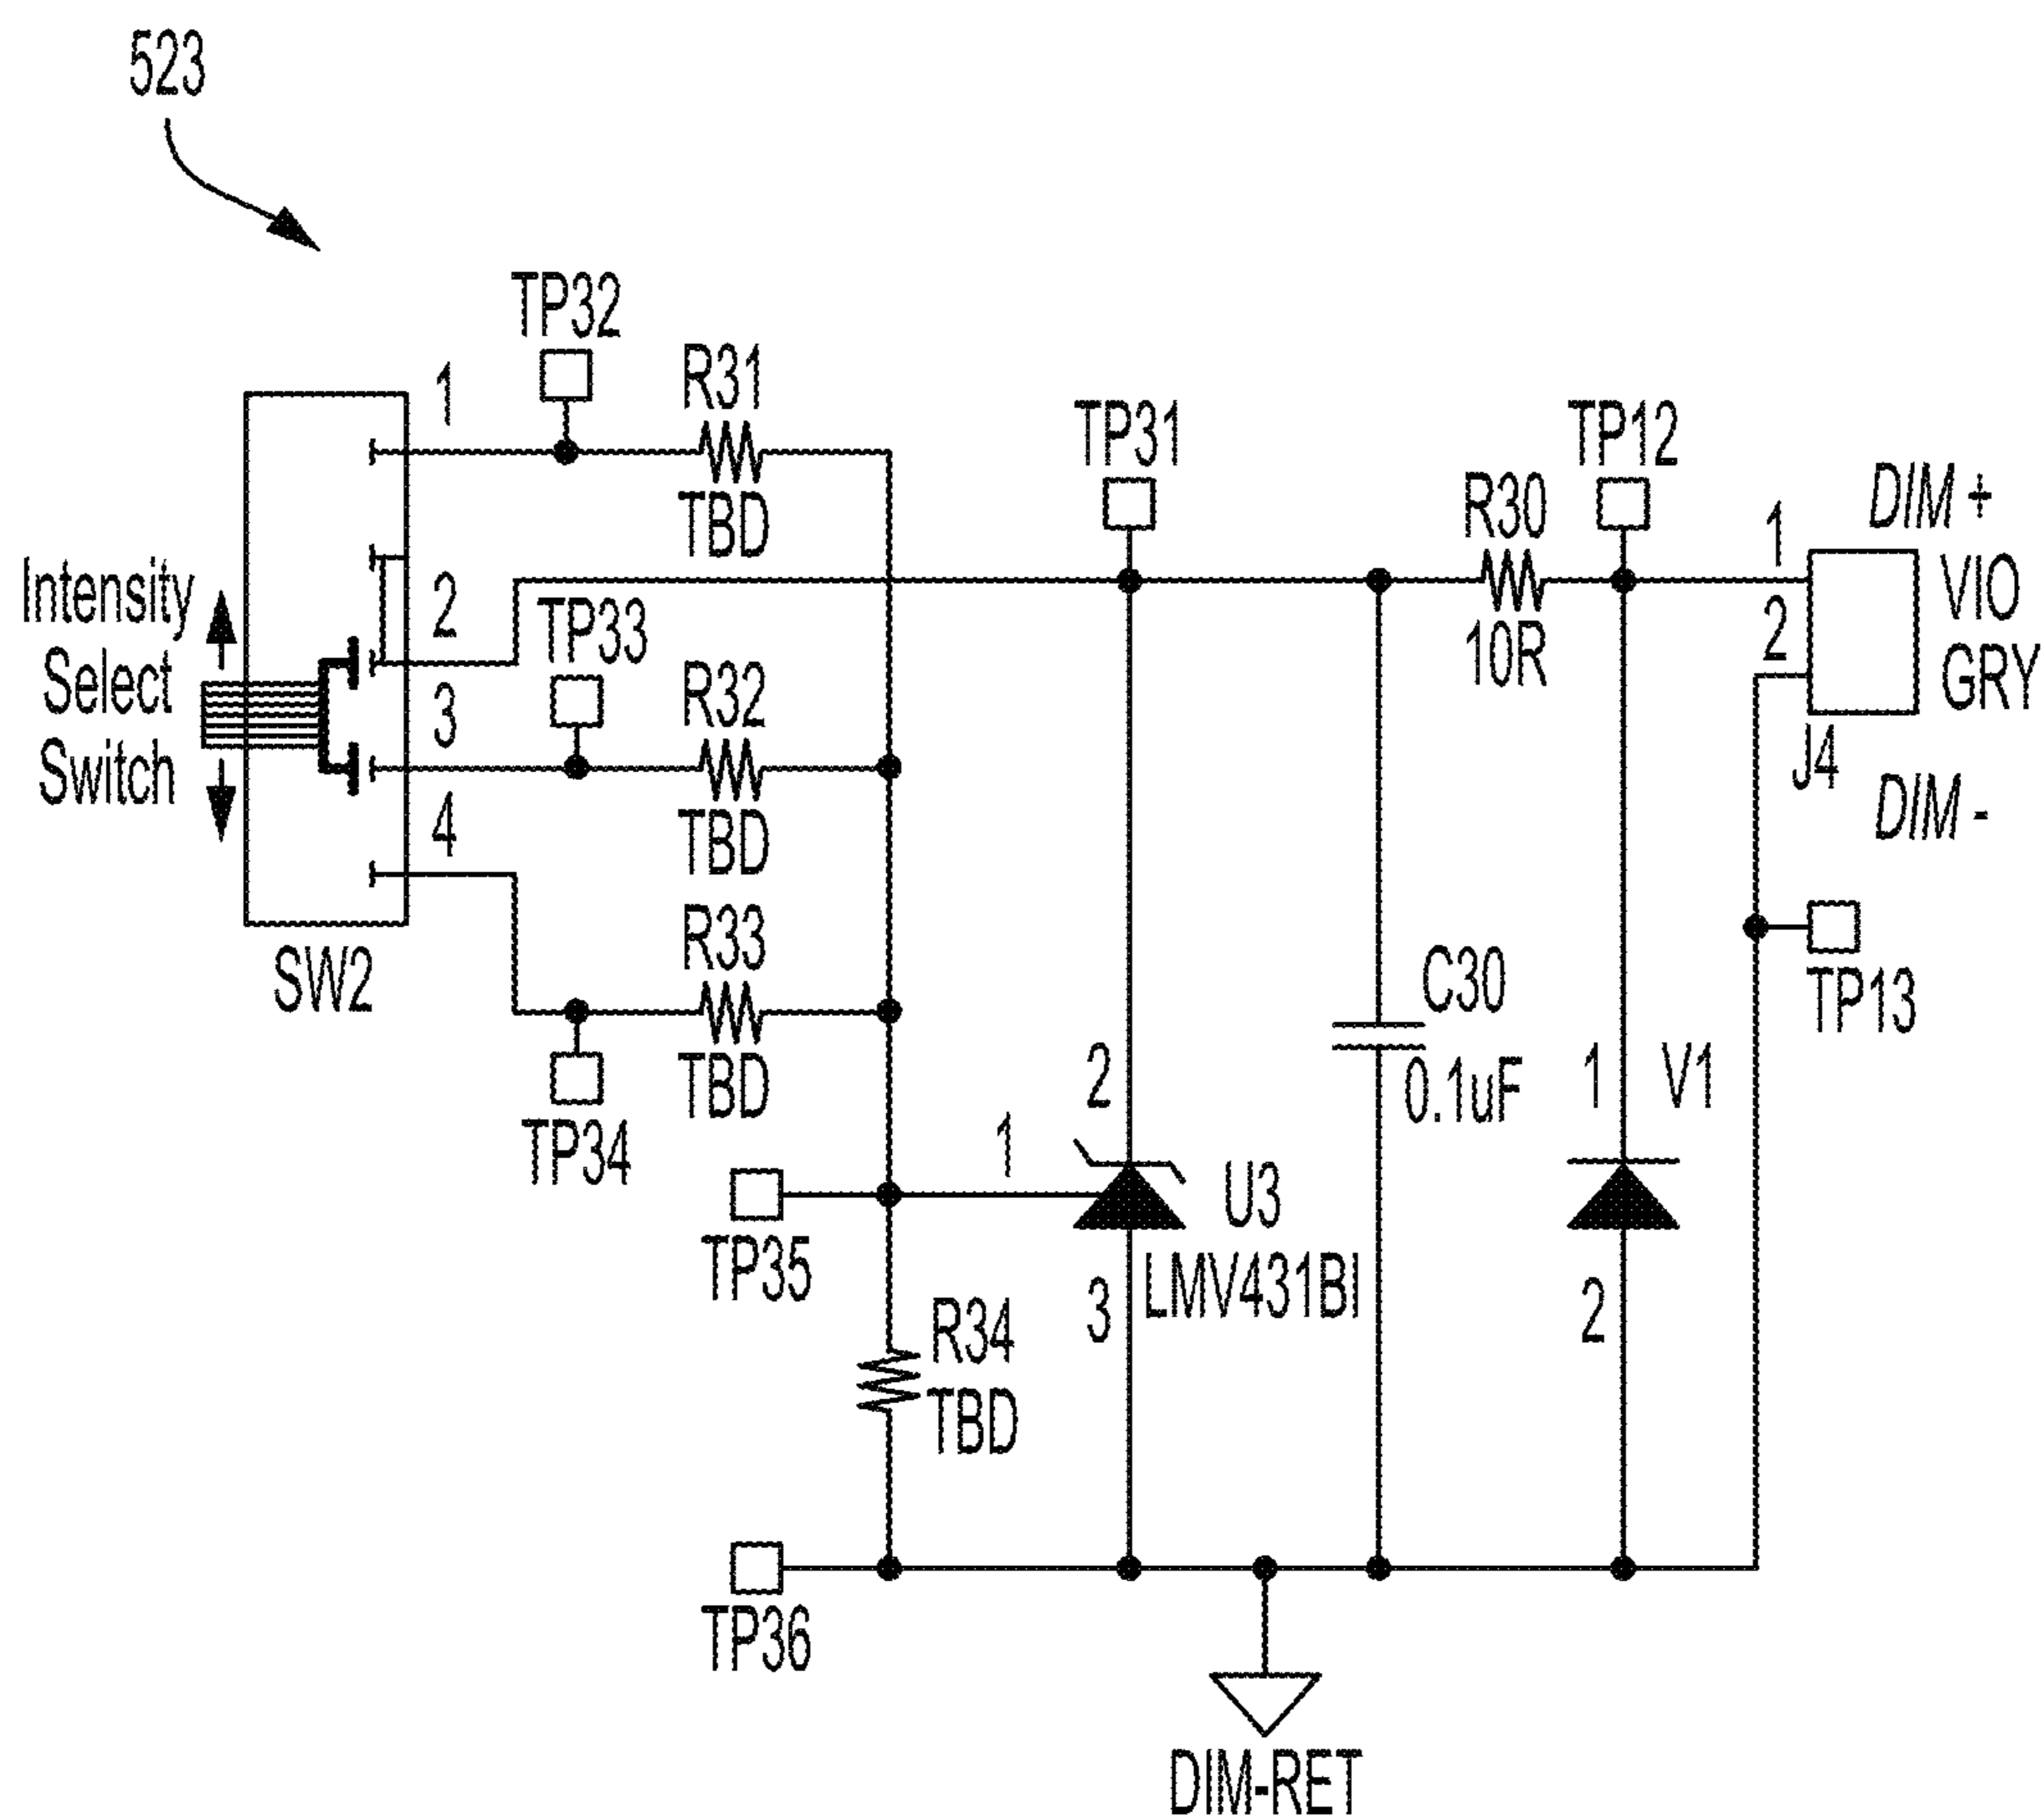 523
TP32
1
R31
TBD
TP31
TP12
R30
10R
1
DIM +
2
VIO
GRY
J4
DIM -
Intensity
Select
Switch
2
TP33
3
R32
TBD
4
SW2
R33
TBD
TP34
TP13
C30
0.1uF
2
1
V1
1
U3
LMV431BI
TP35
3
2
R34
TBD
TP36
DIM-RET